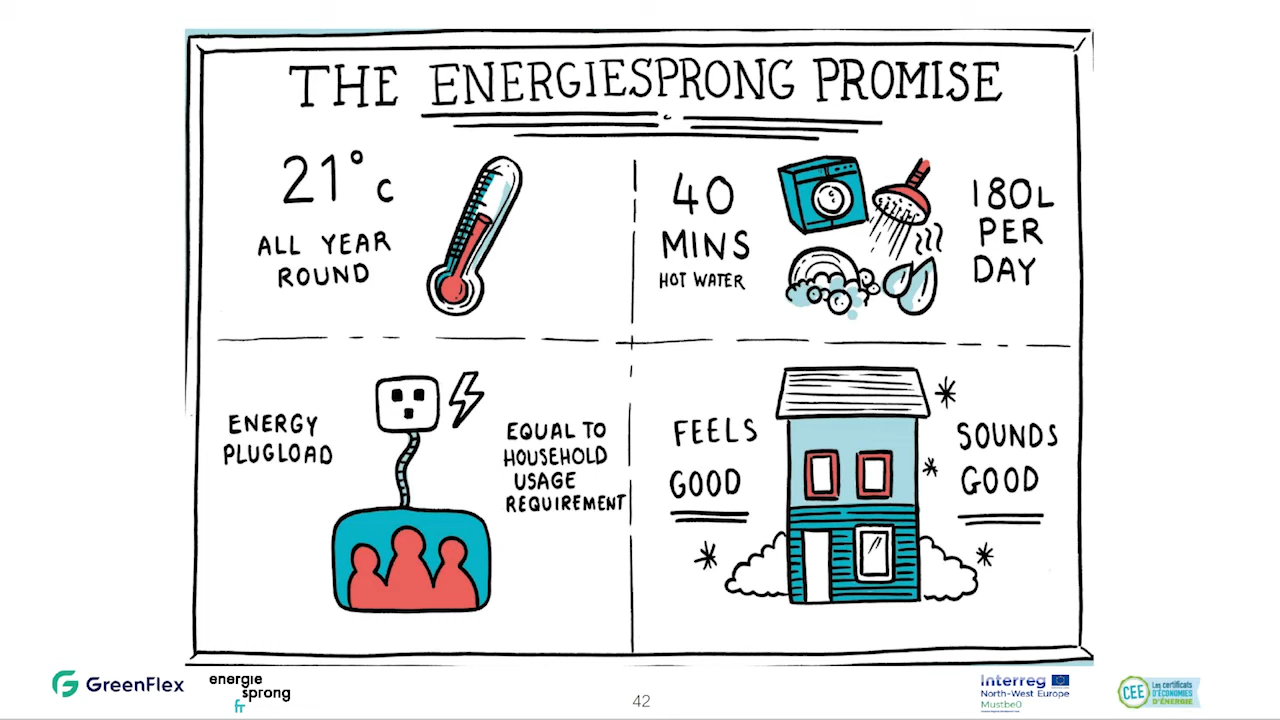 THE ENERGIESPRONG PROMISE
21°C
ALL YEAR
ROUND
40
MINS
HOT WATER
180L
PER
DAY
ENERGY
PLUGLOAD
EQUAL TO
HOUSEHOLD
USAGE
REQUIREMENT
FEELS
GOOD
SOUNDS
GOOD
GreenFlex
energie
sprong
fr
42
Interreg
North-West Europe
Mustbe0
CEE
Les certificats
D'ÉCONOMIES
D'ÉNERGIE